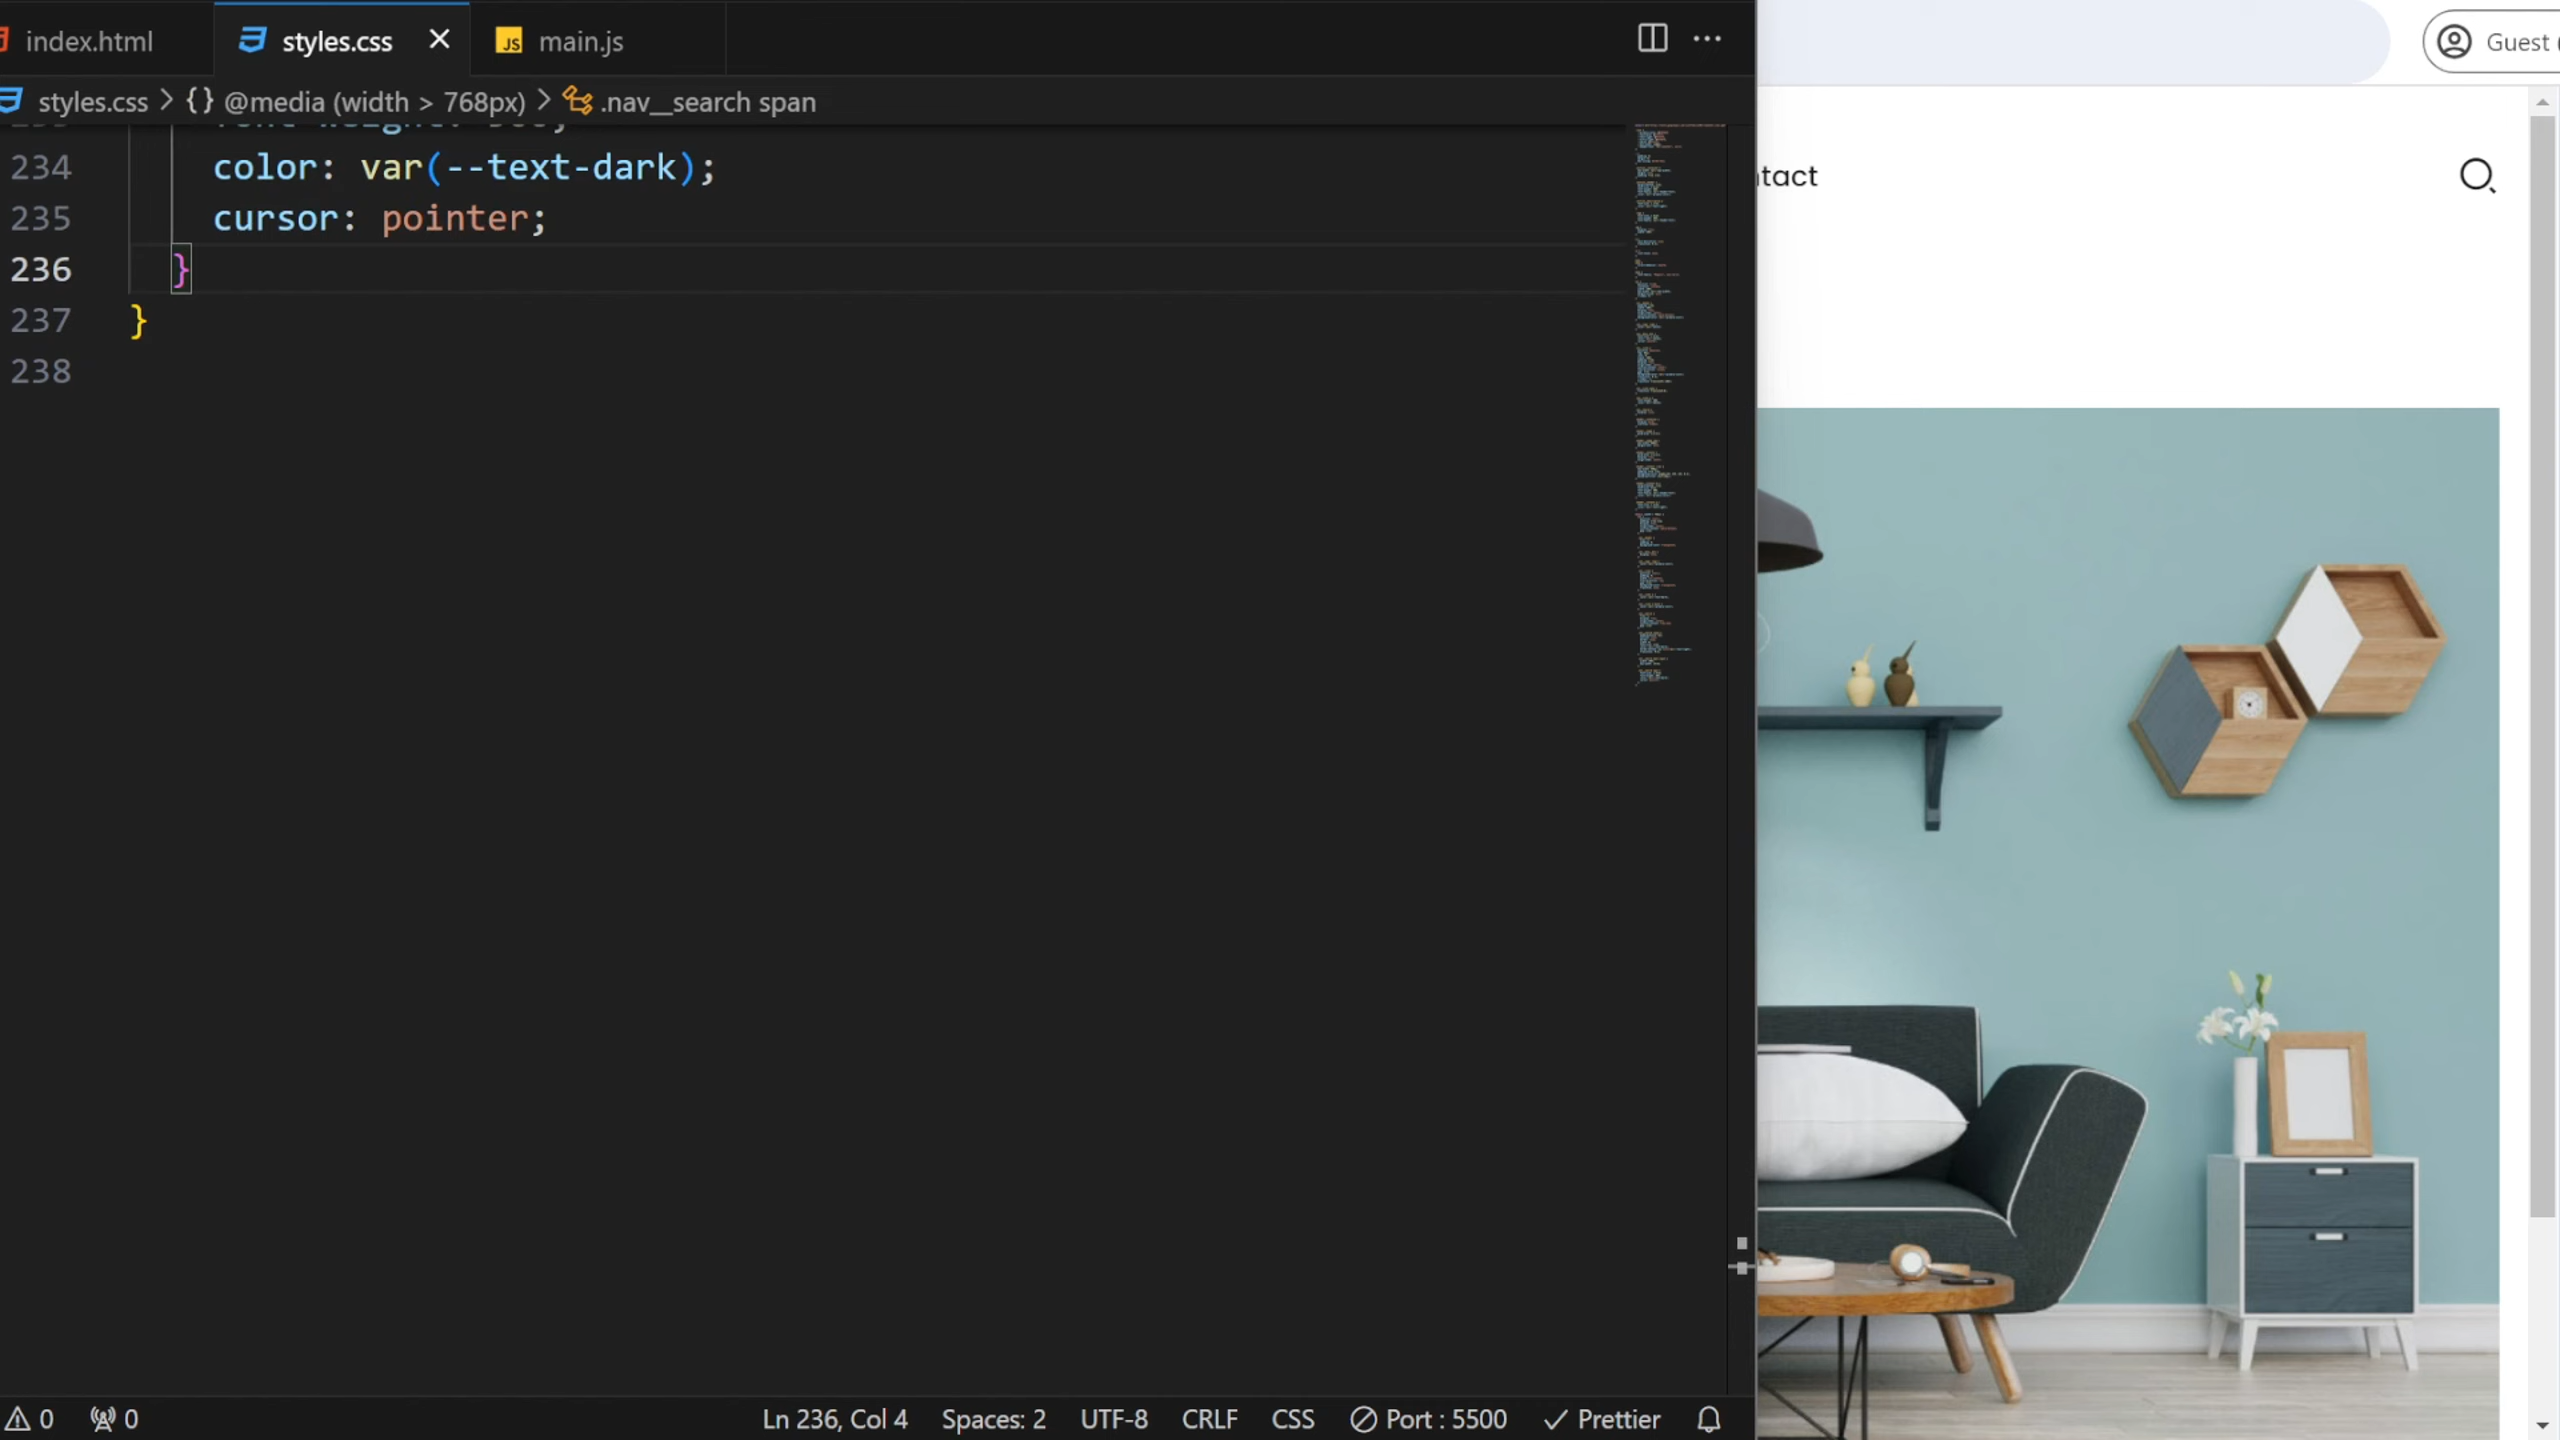 index.html
styles.css
JS main.js
styles.css > {} @media (width > 768px) > .nav__search span
234 color: var(--text-dark);
235 cursor: pointer;
236 }
237 }
238
0 0
Ln 236, Col 4 Spaces: 2 UTF-8 CRLF CSS Port : 5500 Prettier
Guest
ntact